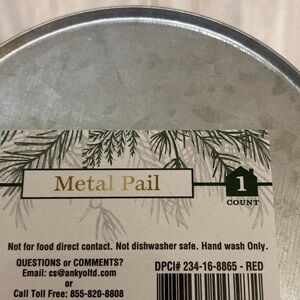 Metal Pail
1
COUNT
Not for food direct contact. Not dishwasher safe. Hand wash Only.
QUESTIONS or COMMENTS?
Email: cs@ankyoltd.com
or
Call Toll Free: 855-820-8808
DPCI# 234-16-8865 - RED